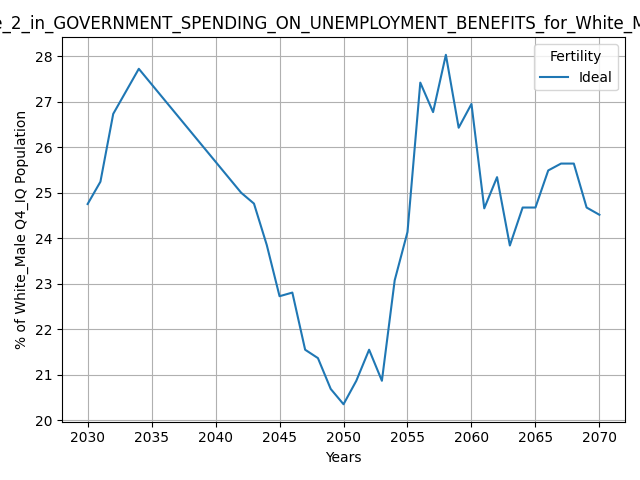 _2_in_GOVERNMENT_SPENDING_ON_UNEMPLOYMENT_BENEFITS_for_White_M
28
27
26
25
24
23
22
21
20
% of White_Male Q4_IQ Population
Fertility
Ideal
2030 2035 2040 2045 2050 2055 2060 2065 2070
Years